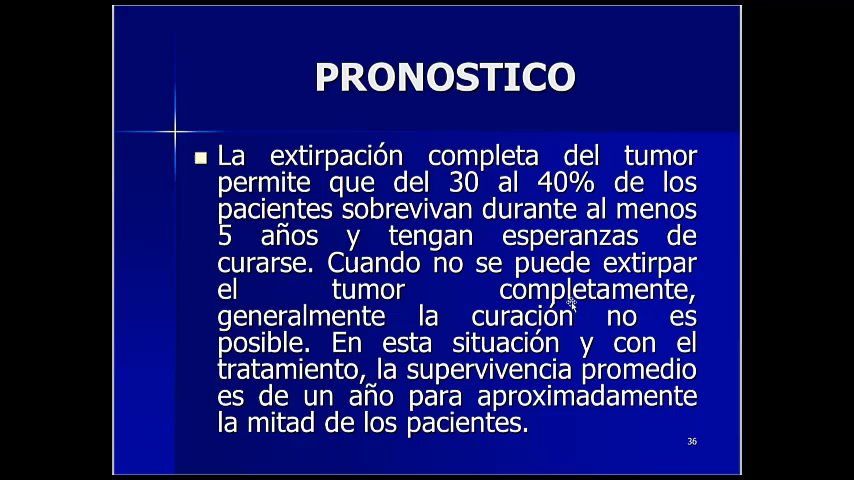 PRONOSTICO
La extirpación completa del tumor
permite que del 30 al 40% de los
pacientes sobrevivan durante al menos
5 años y tengan esperanzas de
curarse. Cuando no se puede extirpar
el tumor completamente,
generalmente la curación no es
posible. En esta situación y con el
tratamiento, la supervivencia promedio
es de un año para aproximadamente
la mitad de los pacientes.
36